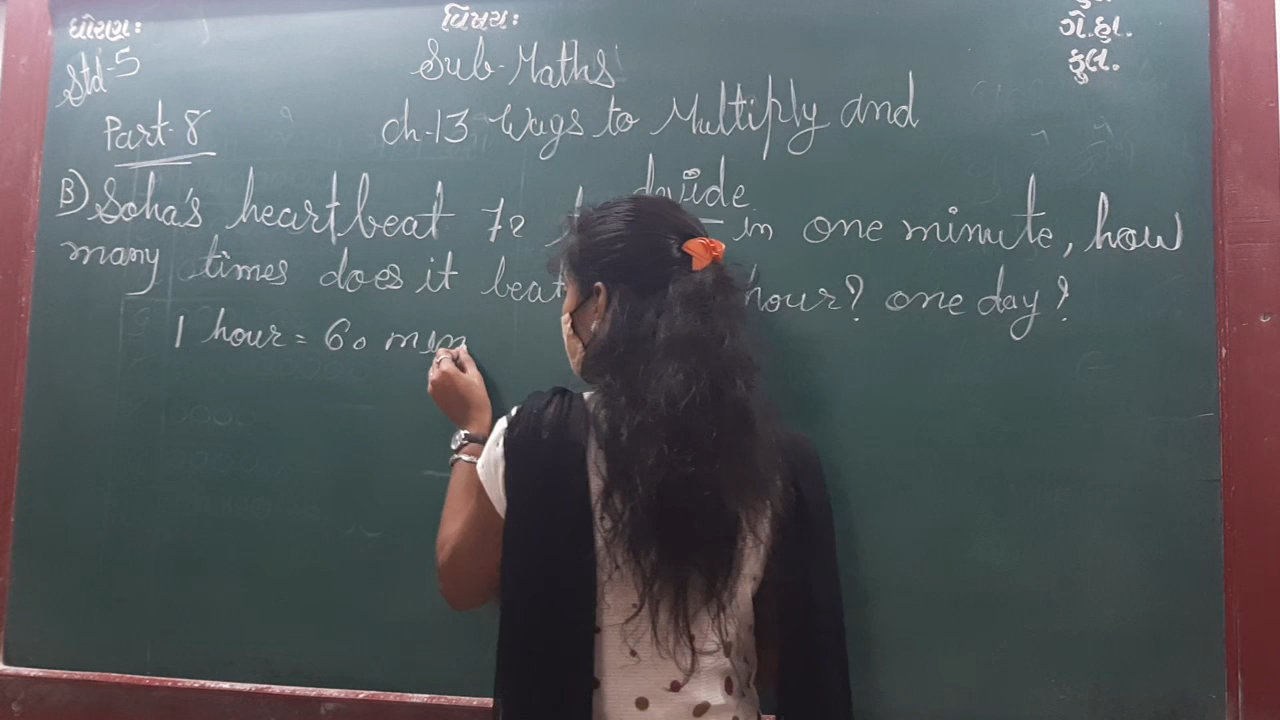 ધોરણ:
વિષય:
ગે.હા.
કુલ.
Std-5
Sub-Maths
Part-8
ch-13 Ways to Multiply and
divide
B) Soha's heartbeat 72 in one minute, how
many times does it beat hour? one day?
1 hour = 60 min